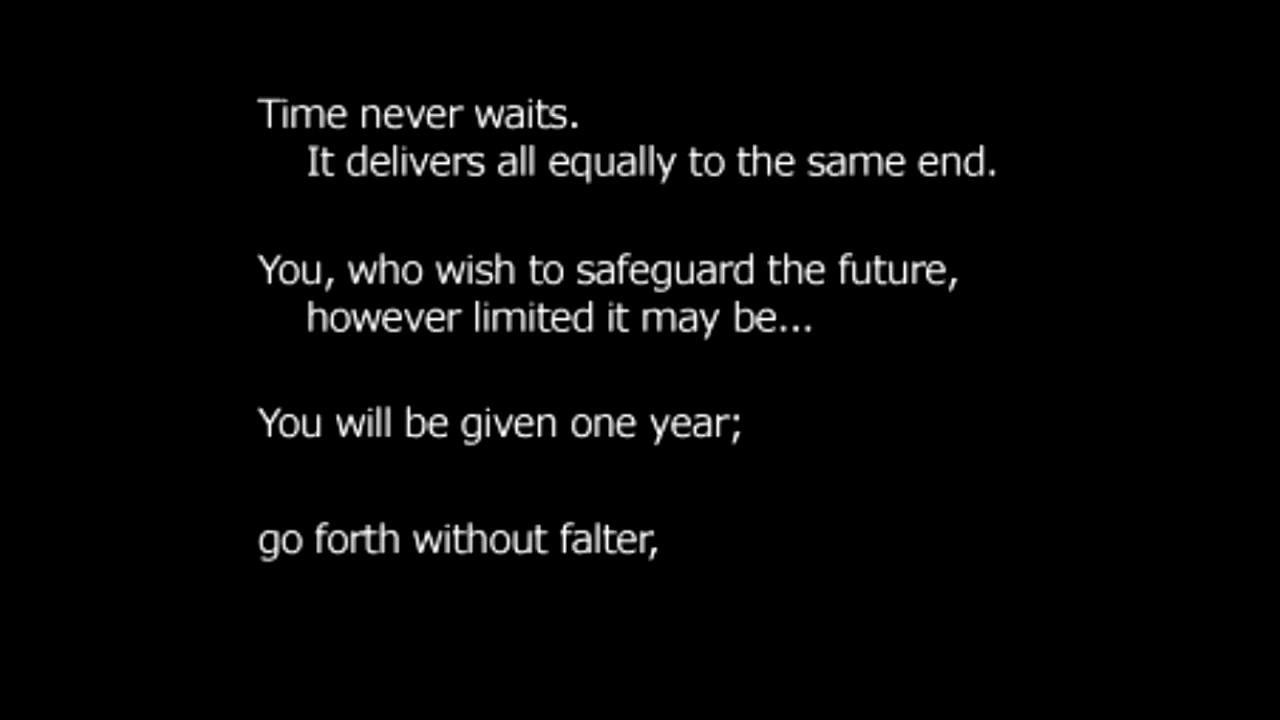 Time never waits.
It delivers all equally to the same end.
You, who wish to safeguard the future,
however limited it may be...
You will be given one year;
go forth without falter,